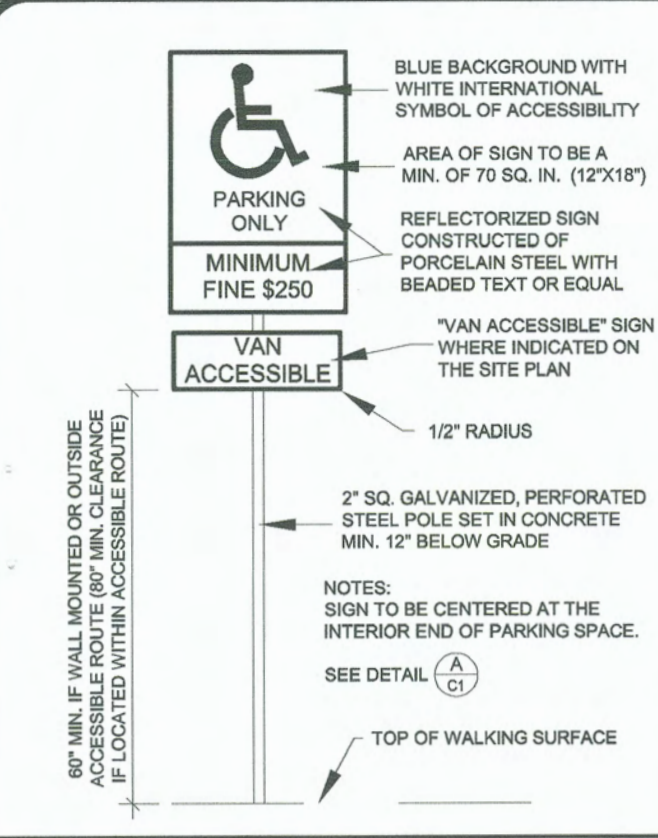 PARKING
ONLY
MINIMUM
FINE $250
VAN
ACCESSIBLE
BLUE BACKGROUND WITH
WHITE INTERNATIONAL
SYMBOL OF ACCESSIBILITY
AREA OF SIGN TO BE A
MIN. OF 70 SQ. IN. (12"X18")
REFLECTORIZED SIGN
CONSTRUCTED OF
PORCELAIN STEEL WITH
BEADED TEXT OR EQUAL
"VAN ACCESSIBLE" SIGN
WHERE INDICATED ON
THE SITE PLAN
1/2" RADIUS
60" MIN. IF WALL MOUNTED OR OUTSIDE
ACCESSIBLE ROUTE (80" MIN. CLEARANCE
IF LOCATED WITHIN ACCESSIBLE ROUTE)
2" SQ. GALVANIZED, PERFORATED
STEEL POLE SET IN CONCRETE
MIN. 12" BELOW GRADE
NOTES:
SIGN TO BE CENTERED AT THE
INTERIOR END OF PARKING SPACE.
SEE DETAIL A
C1
TOP OF WALKING SURFACE